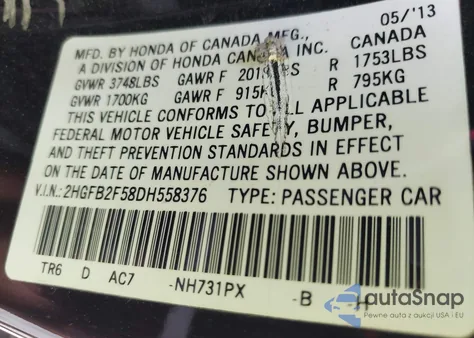 05/'13
MFD. BY HONDA OF CANADA MFG.,
A DIVISION OF HONDA CANADA INC. CANADA
GVWR 3748LBS GAWR F R 1753LBS
GVWR 1700KG GAWR F R 795KG
THIS VEHICLE CONFORMS TO ALL APPLICABLE
FEDERAL MOTOR VEHICLE SAFETY, BUMPER,
AND THEFT PREVENTION STANDARDS IN EFFECT
ON THE DATE OF MANUFACTURE SHOWN ABOVE.
V.I.N.: 2HGFB2F58DH558376 TYPE: PASSENGER CAR
TR6 D AC7 -NH731PX -B H
autoSnap
Pewne auta z aukcji USA i EU